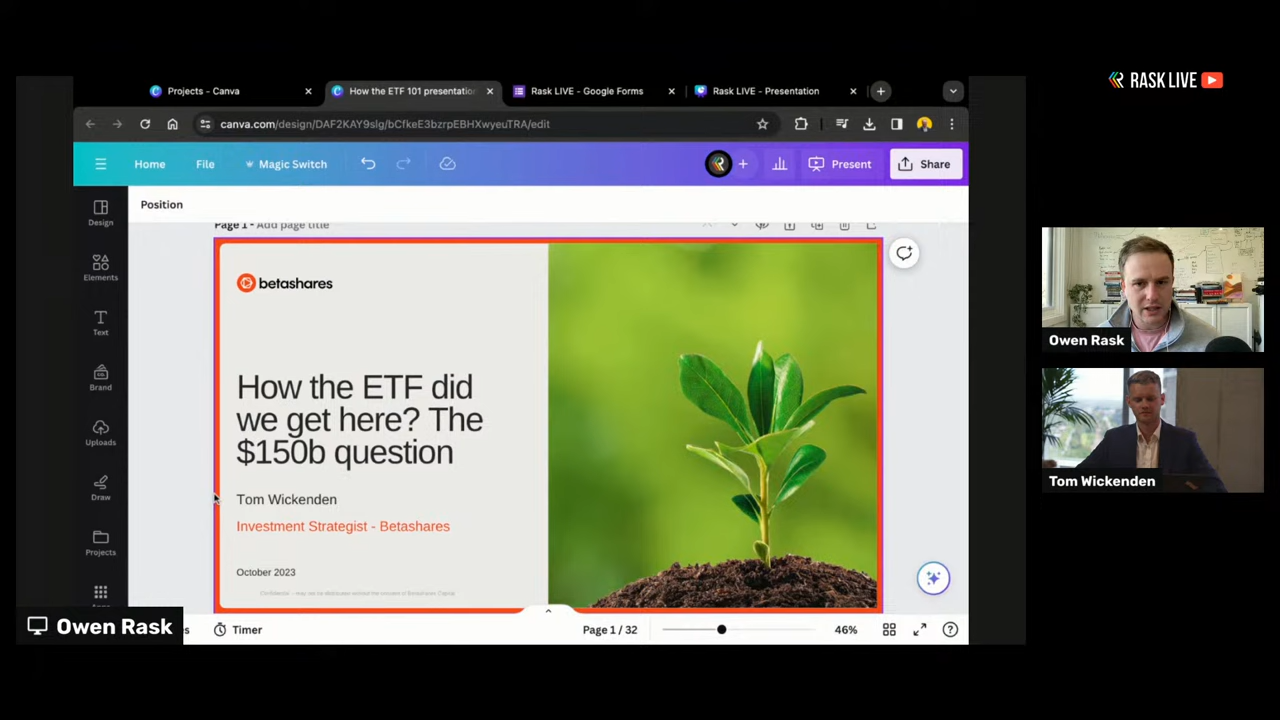 RASK LIVE
Projects - Canva
How the ETF 101 presentation
Rask LIVE - Google Forms
Rask LIVE - Presentation
canva.com/design/DAF2KAY9slg/bCfkeE3bzrpEBHXwyeuTRA/edit
Home
File
Magic Switch
Present
Share
Position
Design
Elements
Text
Brand
Uploads
Draw
Projects
Page 1 - Add page title
betashares
How the ETF did
we get here? The
$150b question
Tom Wickenden
Investment Strategist - Betashares
October 2023
Owen Rask
Tom Wickenden
Owen Rask
Timer
Page 1 / 32
46%